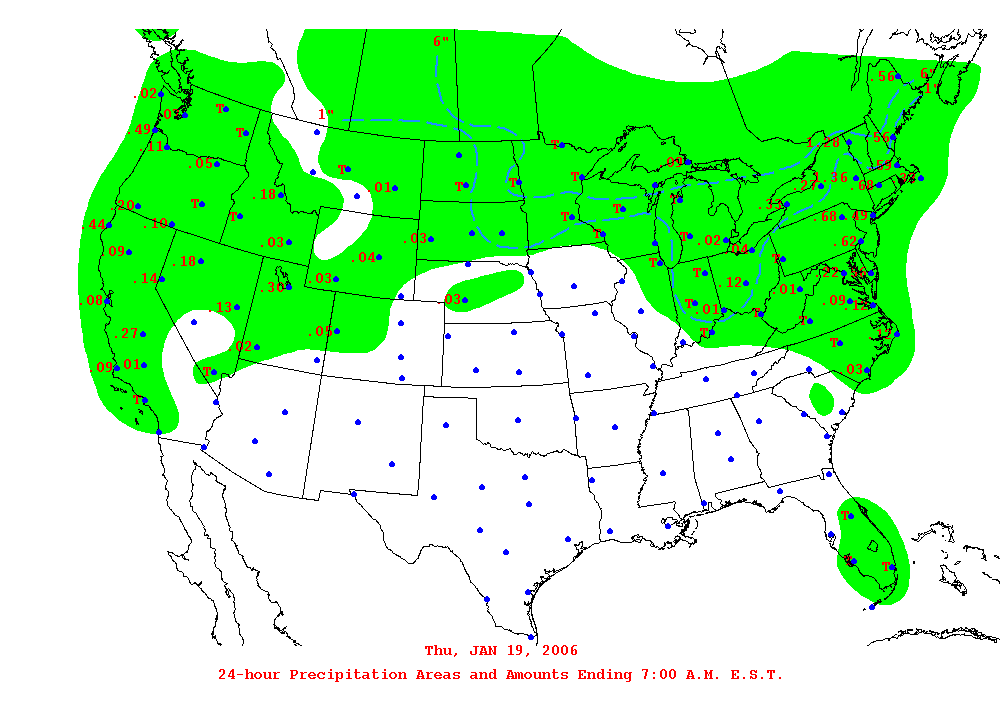 6"
.56 6"
1"
.02
.49
T
1"
T
.56
.11
T
1.28
.05
.09
.59
T
T
.01
T
T
T
.27
.36
.68
.18
T
.20
T
T
T
.33
.44
.10
T
T
.68
.49
.03
.03
T
T
.02
.04
.62
.09
.18
.04
T
T
.14
.30
.03
T
.12
.22
.08
.13
.03
T
.01
T
.01
T
.09
.12
.27
.05
T
.02
T
.09
.01
T
.03
T
T
T
Thu, JAN 19, 2006
24-hour Precipitation Areas and Amounts Ending 7:00 A.M. E.S.T.